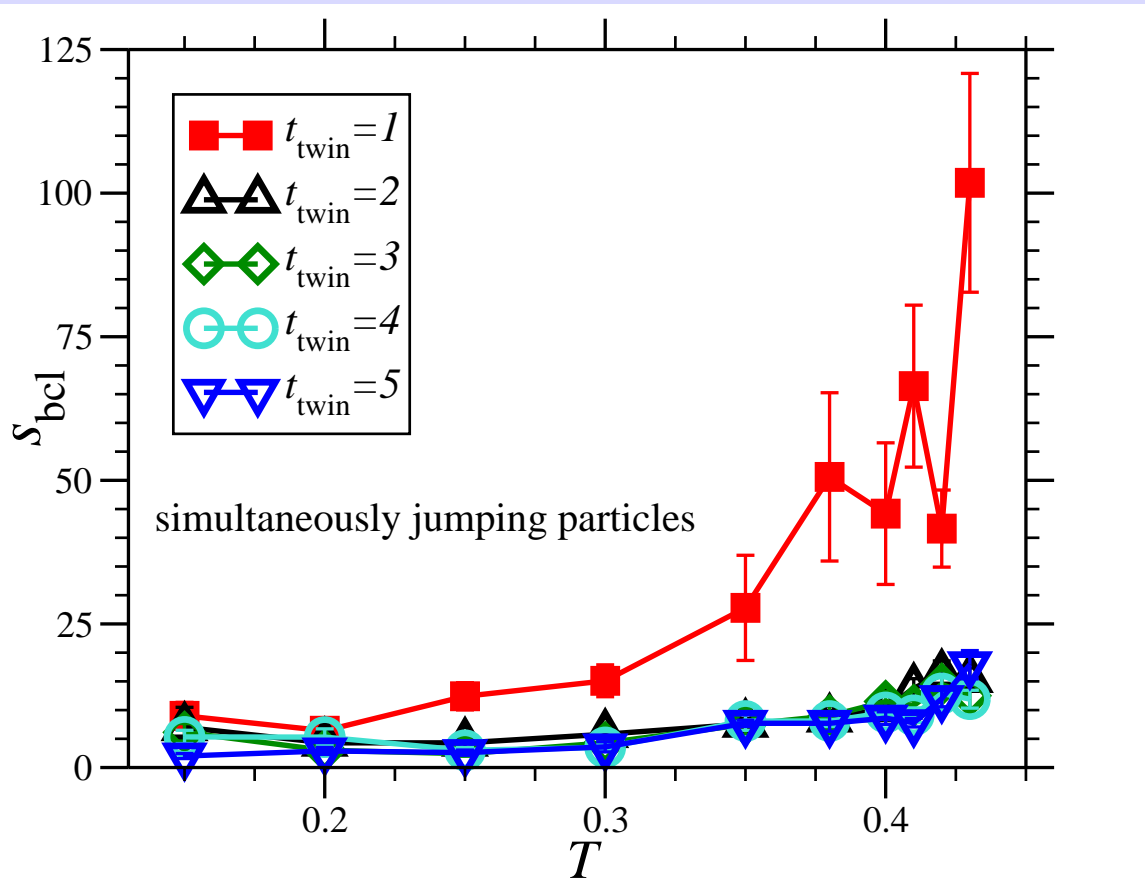 125
100
75
50
25
0
s_bcl
t_twin=1
t_twin=2
t_twin=3
t_twin=4
t_twin=5
simultaneously jumping particles
0.2 0.3 0.4
T